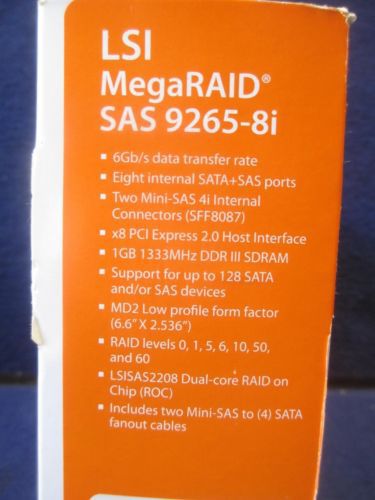 LSI
MegaRAID®
SAS 9265-8i
▪ 6Gb/s data transfer rate
▪ Eight internal SATA+SAS ports
▪ Two Mini-SAS 4i Internal
Connectors (SFF8087)
▪ x8 PCI Express 2.0 Host Interface
▪ 1GB 1333MHz DDR III SDRAM
▪ Support for up to 128 SATA
and/or SAS devices
▪ MD2 Low profile form factor
(6.6” X 2.536”)
▪ RAID levels 0, 1, 5, 6, 10, 50,
and 60
▪ LSISAS2208 Dual-core RAID on
Chip (ROC)
▪ Includes two Mini-SAS to (4) SATA
fanout cables